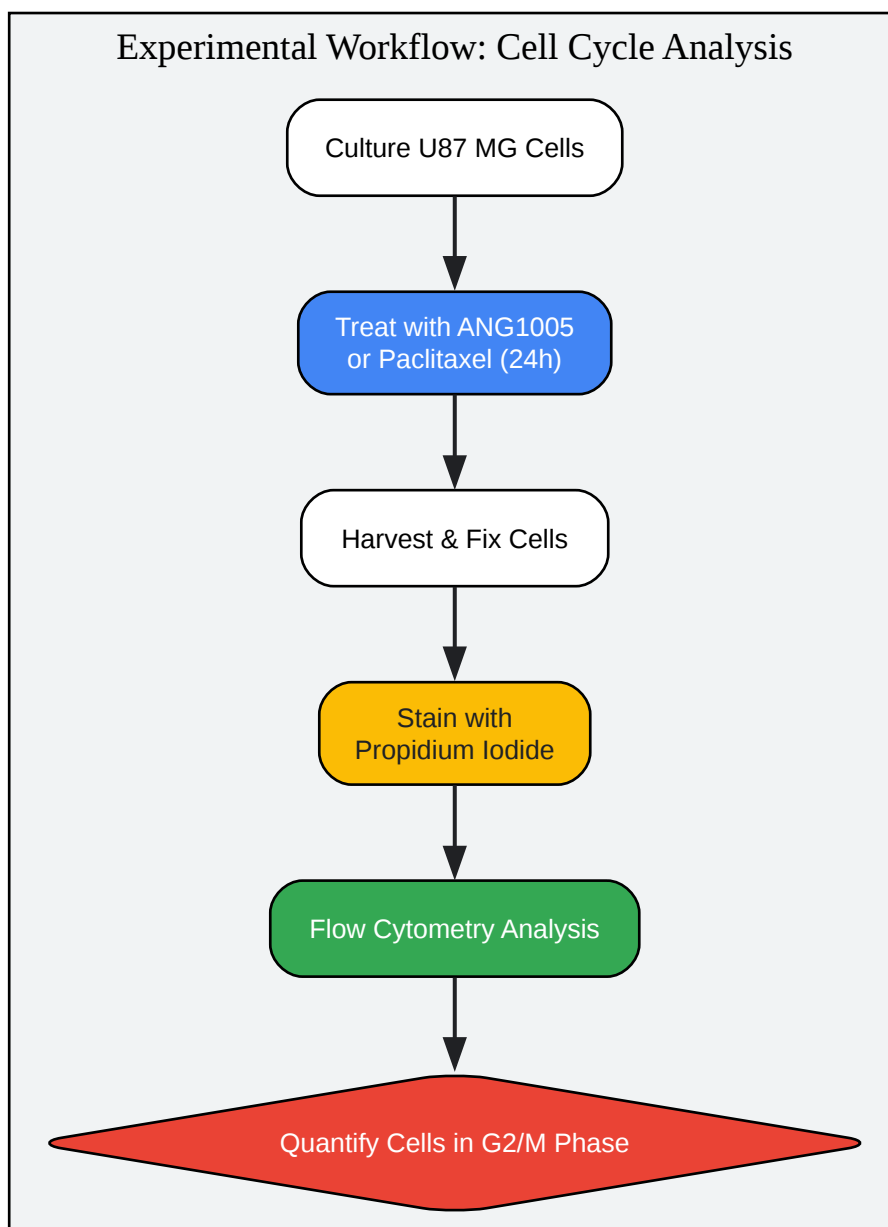 Experimental Workflow: Cell Cycle Analysis
Culture U87 MG Cells
Treat with ANG1005
or Paclitaxel (24h)
Harvest & Fix Cells
Stain with
Propidium Iodide
Flow Cytometry Analysis
Quantify Cells in G2/M Phase